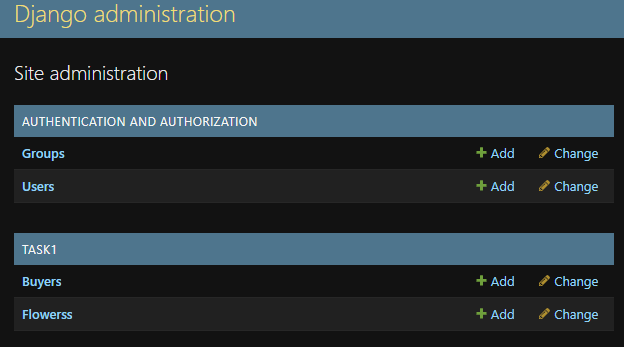 Django administration
Site administration
AUTHENTICATION AND AUTHORIZATION
Groups Add Change
Users Add Change
TASK1
Buyers Add Change
Flowerss Add Change